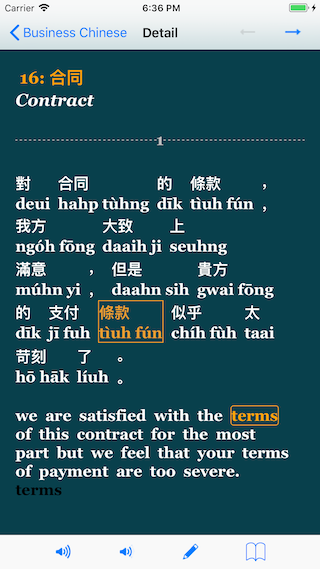 Carrier 6:36 PM
Business Chinese Detail
16: 合同
Contract
1
對 合同 的 條款 ，
deui hahp tùhng dīk tìuh fún ,
我方 大致 上
ngóh fōng daaih ji seuhng
滿意 ， 但是 貴方
múhn yi , daahn sih gwai fōng
的 支付 條款 似乎 太
dīk jī fuh tìuh fún chíh fùh taai
苛刻 了 。
hō hāk líuh 。
we are satisfied with the terms
of this contract for the most
part but we feel that your terms
of payment are too severe.
terms